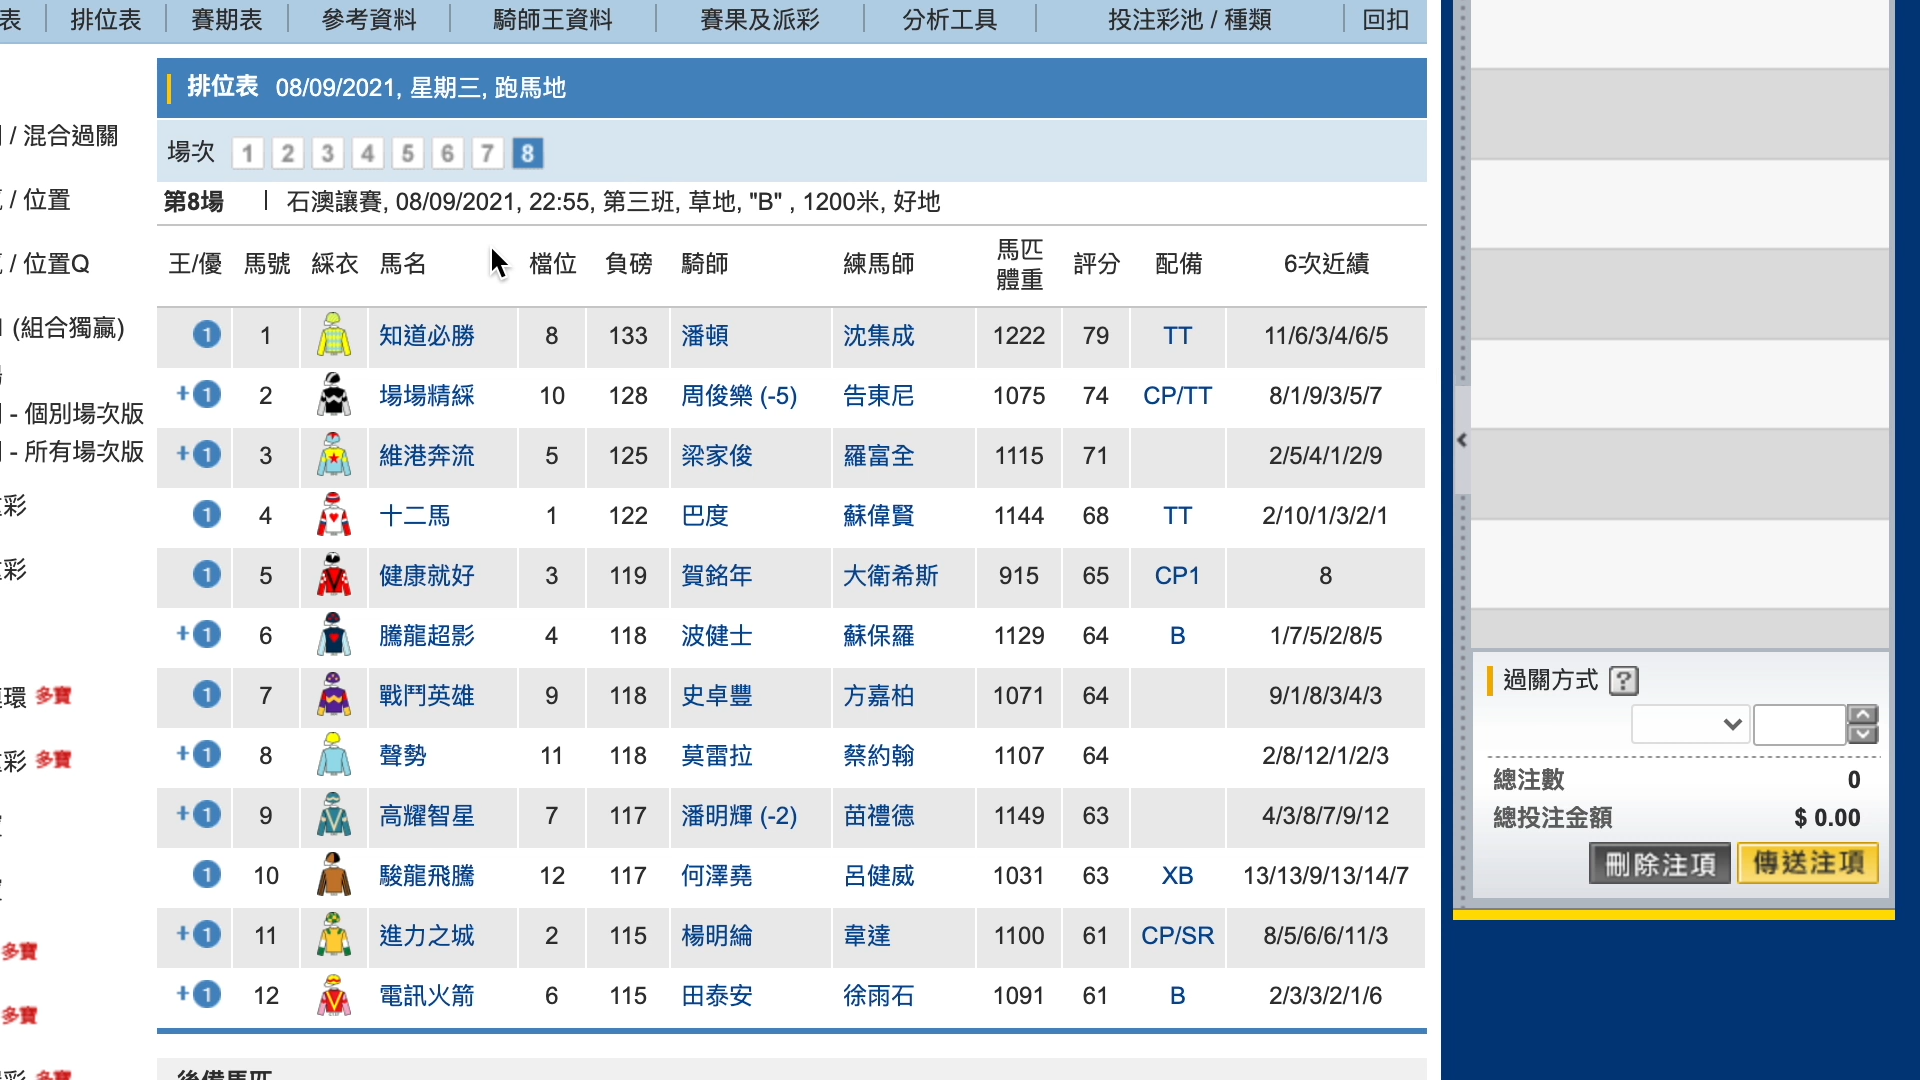 表 排位表 賽期表 參考資料 騎師王資料 賽果及派彩 分析工具 投注彩池 / 種類 回扣
排位表 08/09/2021, 星期三, 跑馬地
/ 混合過關
場次 1 2 3 4 5 6 7 8
/ 位置
第8場 | 石澳讓賽, 08/09/2021, 22:55, 第三班, 草地, "B" , 1200米, 好地
/ 位置Q
王/優 馬號 綵衣 馬名 檔位 負磅 騎師 練馬師 馬匹體重 評分 配備 6次近績
(組合獨贏)
1 1 知道必勝 8 133 潘頓 沈集成 1222 79 TT 11/6/3/4/6/5
+1 2 場場精綵 10 128 周俊樂 (-5) 告東尼 1075 74 CP/TT 8/1/9/3/5/7
- 個別場次版
- 所有場次版
+1 3 維港奔流 5 125 梁家俊 羅富全 1115 71 2/5/4/1/2/9
彩
1 4 十二馬 1 122 巴度 蘇偉賢 1144 68 TT 2/10/1/3/2/1
彩
1 5 健康就好 3 119 賀銘年 大衛希斯 915 65 CP1 8
+1 6 騰龍超影 4 118 波健士 蘇保羅 1129 64 B 1/7/5/2/8/5
環 多寶
1 7 戰鬥英雄 9 118 史卓豐 方嘉柏 1071 64 9/1/8/3/4/3
彩 多寶
+1 8 聲勢 11 118 莫雷拉 蔡約翰 1107 64 2/8/12/1/2/3
+1 9 高耀智星 7 117 潘明輝 (-2) 苗禮德 1149 63 4/3/8/7/9/12
1 10 駿龍飛騰 12 117 何澤堯 呂健威 1031 63 XB 13/13/9/13/14/7
+1 11 進力之城 2 115 楊明綸 韋達 1100 61 CP/SR 8/5/6/6/11/3
多寶
+1 12 電訊火箭 6 115 田泰安 徐雨石 1091 61 B 2/3/3/2/1/6
多寶
彩 多寶
後備馬匹
過關方式 ?
總注數 0
總投注金額 $ 0.00
刪除注項 傳送注項